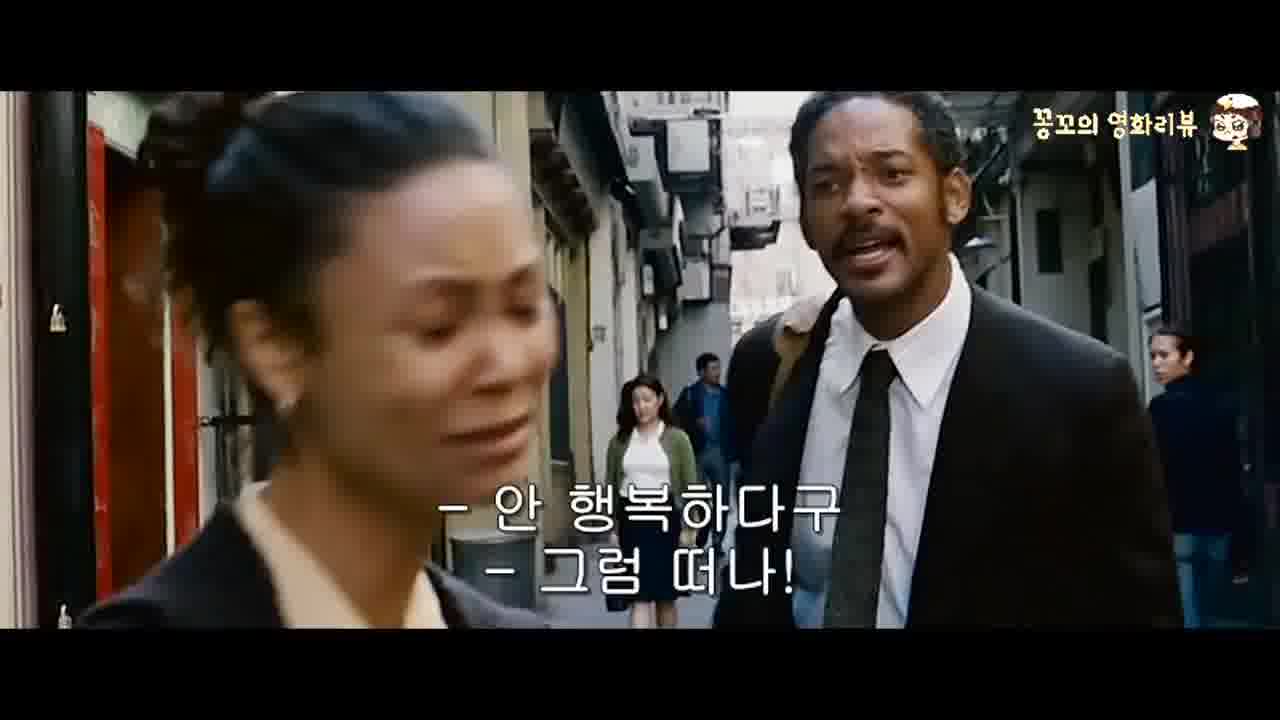 꽁꼬의 영화리뷰
- 안 행복하다구
- 그럼 떠나!